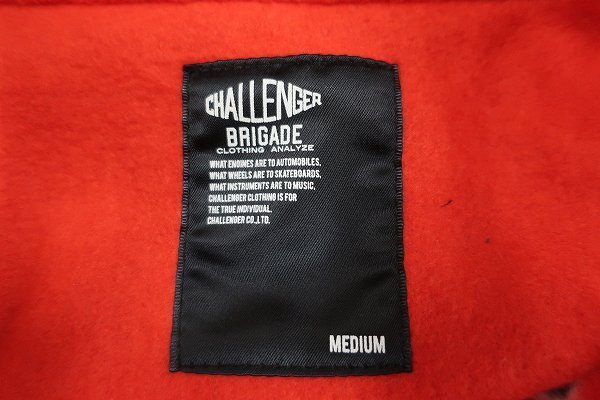 CHALLENGER
BRIGADE
CLOTHING ANALYZE
WHAT ENGINES ARE TO AUTOMOBILES,
WHAT WHEELS ARE TO SKATEBOARDS,
WHAT INSTRUMENTS ARE TO MUSIC,
CHALLENGER CLOTHING IS FOR
THE TRUE INDIVIDUAL.
CHALLENGER CO.,LTD.
MEDIUM